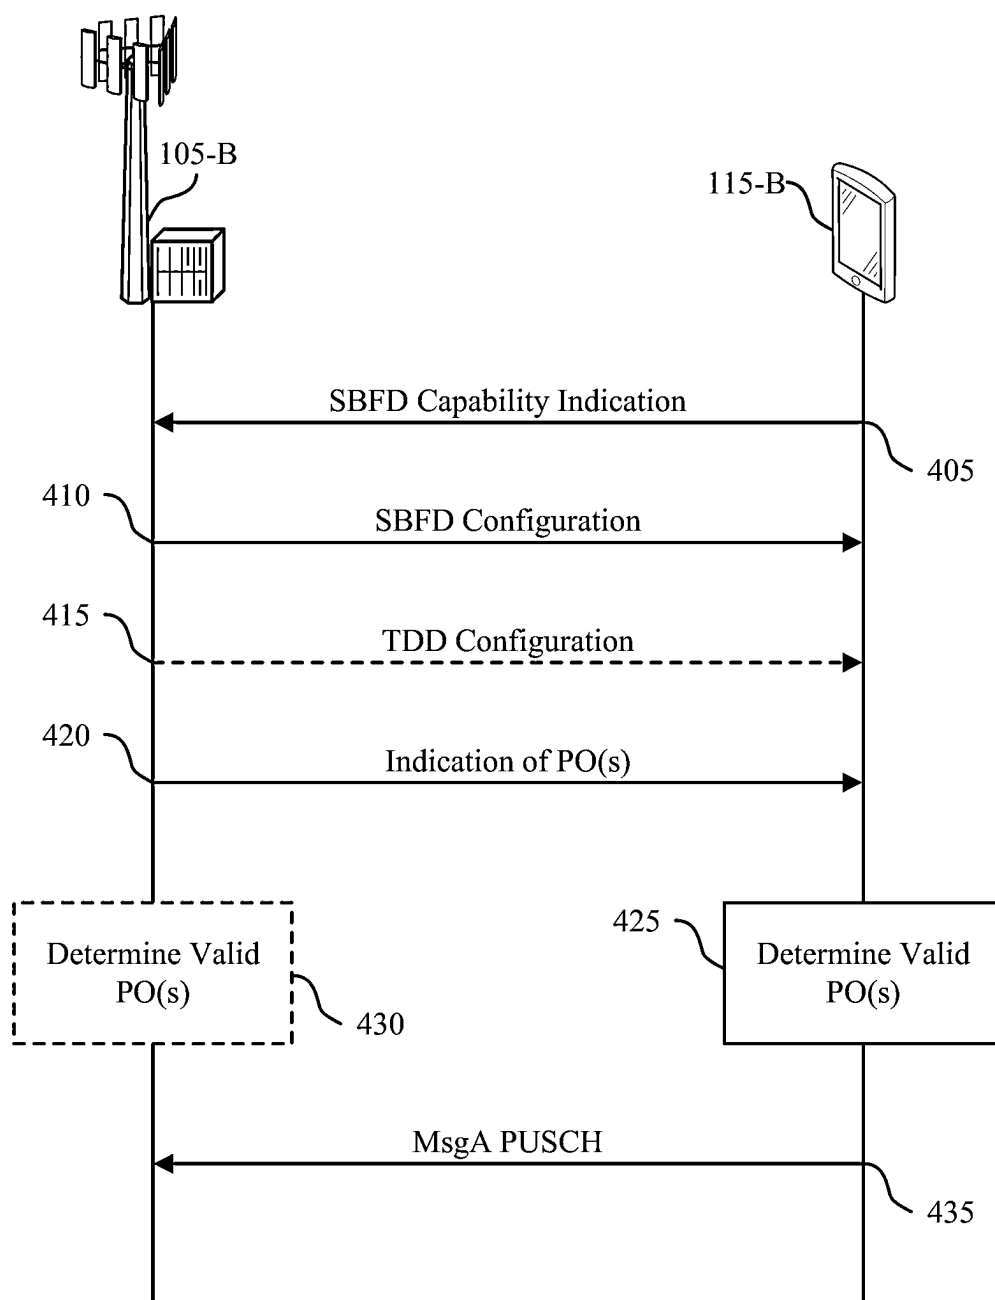 105-B
115-B
SBFD Capability Indication
405
410
SBFD Configuration
415
TDD Configuration
420
Indication of PO(s)
425
Determine Valid
PO(s)
Determine Valid
PO(s)
430
MsgA PUSCH
435